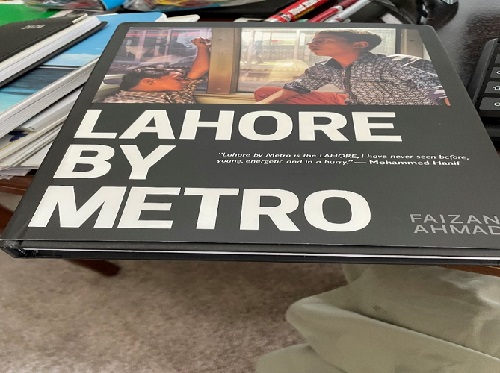 LAHORE
BY
METRO
"Lahore by Metro is the LAHORE, I have never seen before,
young, energetic and in a hurry." — Mohammed Hanif
FAIZAN
AHMAD